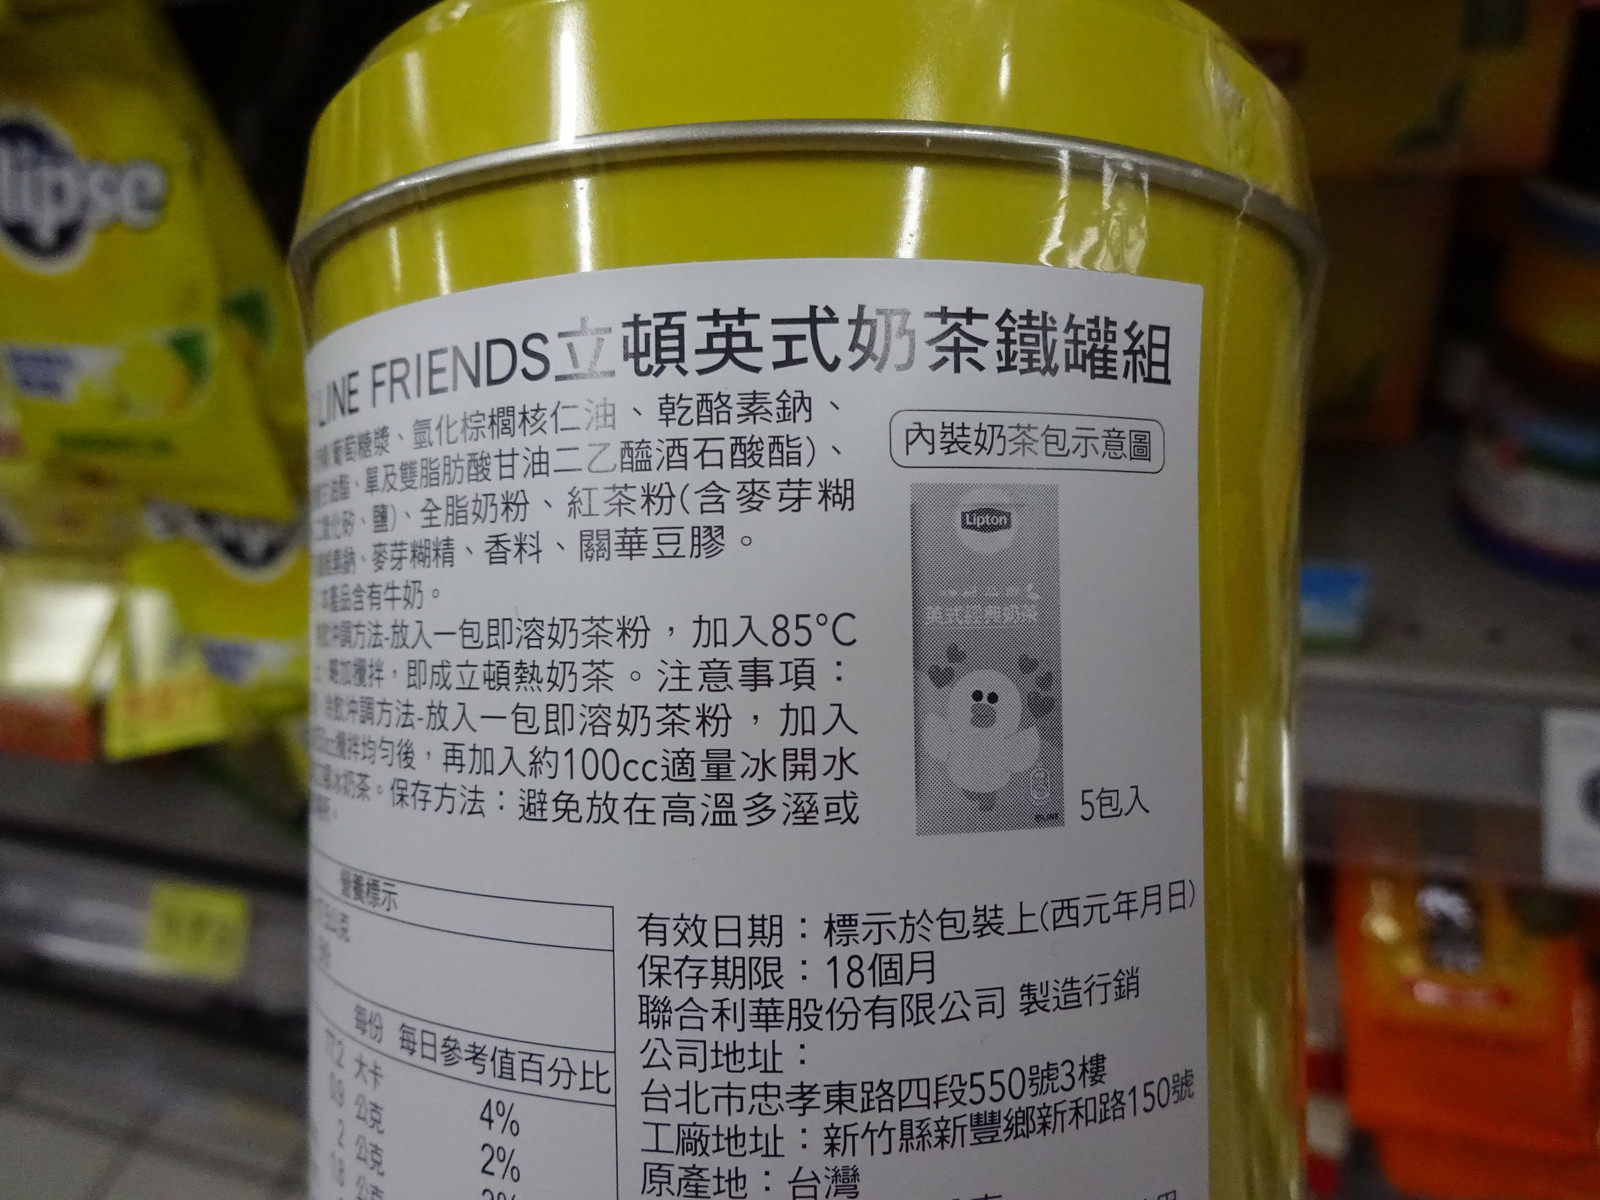 lipse
LINE FRIENDS立頓英式奶茶鐵罐組
葡萄糖漿、氫化棕櫚核仁油、乾酪素鈉、
單及雙脂肪酸甘油二乙醯酒石酸酯)、
鹽)、全脂奶粉、紅茶粉(含麥芽糊
麥芽糊精、香料、關華豆膠。
本產品含有牛奶。
沖調方法-放入一包即溶奶茶粉，加入85°C
攪拌，即成立頓熱奶茶。注意事項：
沖調方法-放入一包即溶奶茶粉，加入
cc攪拌均勻後，再加入約100cc適量冰開水
冰奶茶。保存方法：避免放在高溫多溼或
內裝奶茶包示意圖
Lipton
英式經典奶茶
5包入
營養標示
每份 每日參考值百分比
大卡 4%
公克 2%
2 公克
公克
有效日期：標示於包裝上(西元年月日)
保存期限：18個月
聯合利華股份有限公司 製造行銷
公司地址：
台北市忠孝東路四段550號3樓
工廠地址：新竹縣新豐鄉新和路150號
原產地：台灣